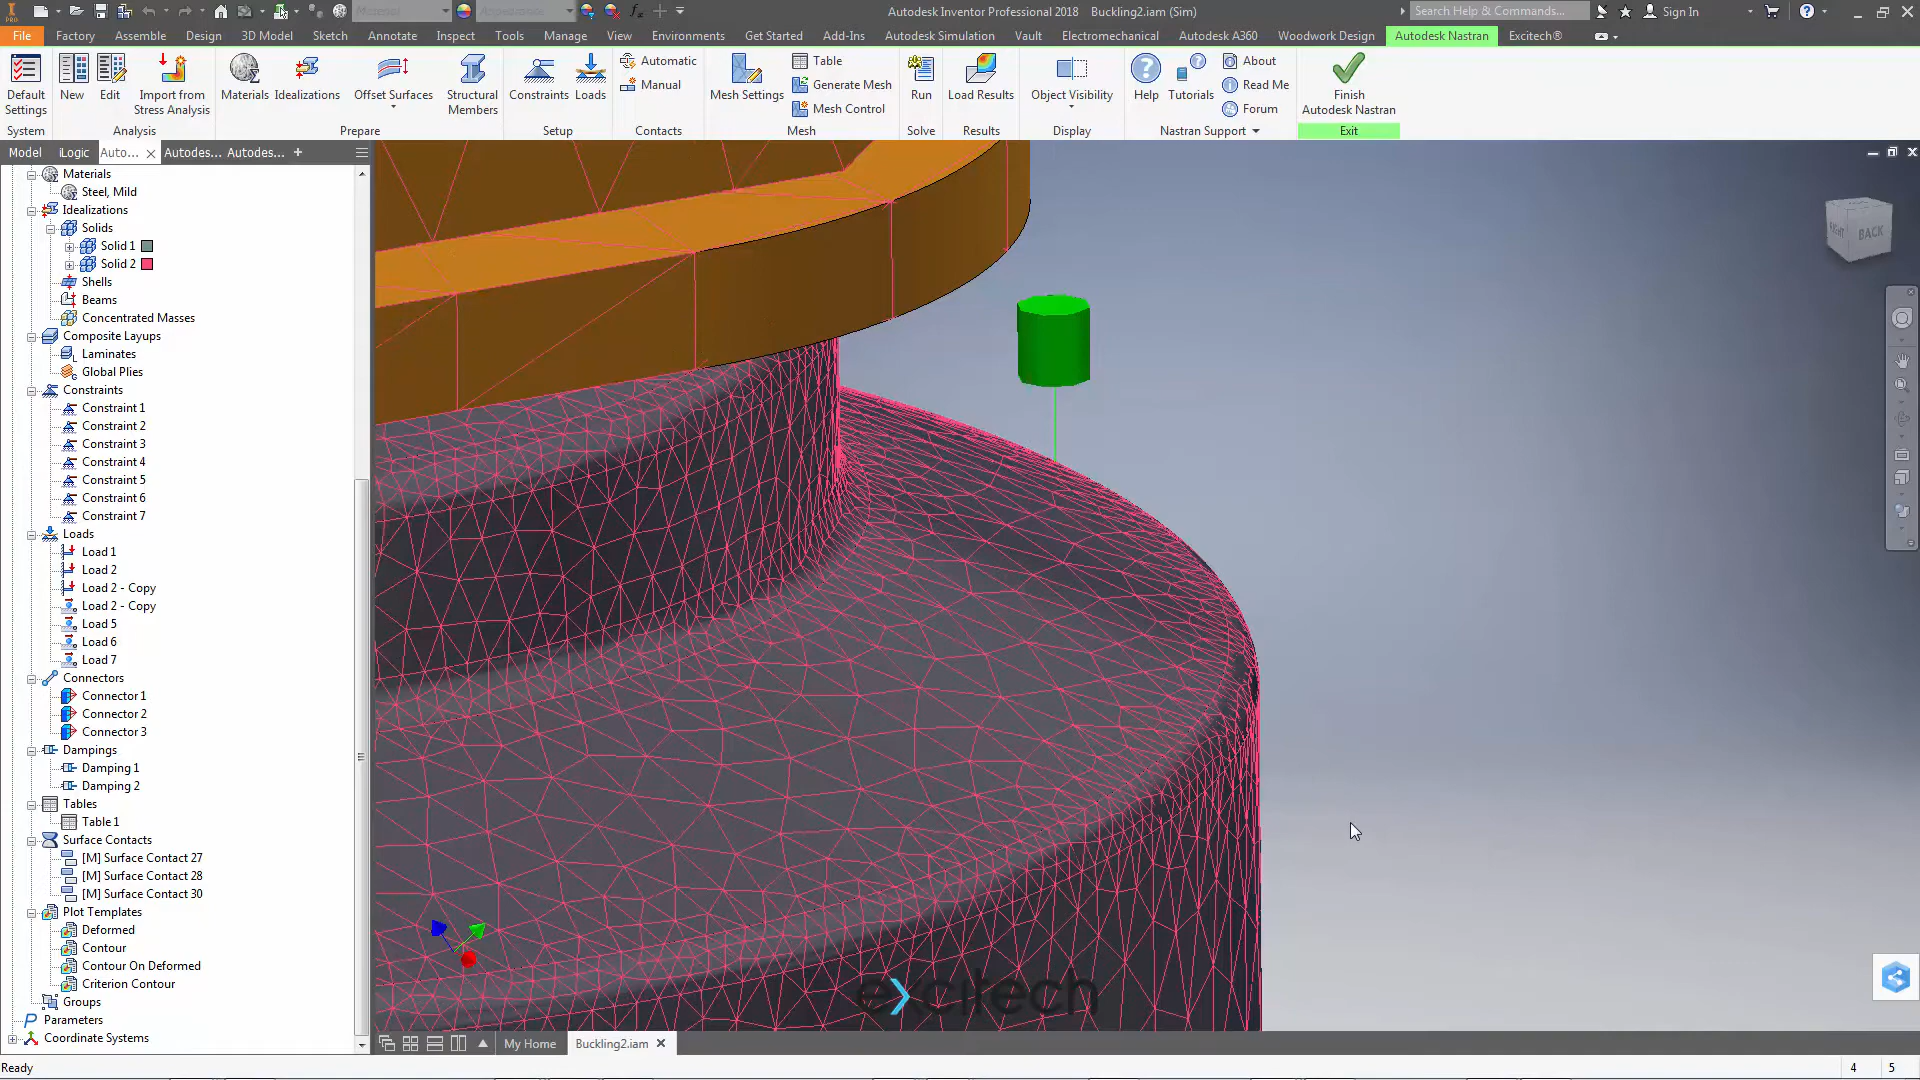 Material
Appearance
Autodesk Inventor Professional 2018 Buckling2.iam (Sim)
Search Help & Commands...
Sign In
File Factory Assemble Design 3D Model Sketch Annotate Inspect Tools Manage View Environments Get Started Add-Ins Autodesk Simulation Vault Electromechanical Autodesk A360 Woodwork Design Autodesk Nastran Excitech®
Default Settings
New
Edit
Import from Stress Analysis
Materials
Idealizations
Offset Surfaces
Structural Members
Constraints
Loads
Automatic
Manual
Mesh Settings
Table
Generate Mesh
Mesh Control
Run
Load Results
Object Visibility
Help
Tutorials
About
Read Me
Forum
Finish Autodesk Nastran
System Analysis Prepare Setup Contacts Mesh Solve Results Display Nastran Support Exit
Model iLogic Auto... Autodes... Autodes... +
Materials
Steel, Mild
Idealizations
Solids
Solid 1
Solid 2
Shells
Beams
Concentrated Masses
Composite Layups
Laminates
Global Plies
Constraints
Constraint 1
Constraint 2
Constraint 3
Constraint 4
Constraint 5
Constraint 6
Constraint 7
Loads
Load 1
Load 2
Load 2 - Copy
Load 2 - Copy
Load 5
Load 6
Load 7
Connectors
Connector 1
Connector 2
Connector 3
Dampings
Damping 1
Damping 2
Tables
Table 1
Surface Contacts
[M] Surface Contact 27
[M] Surface Contact 28
[M] Surface Contact 30
Plot Templates
Deformed
Contour
Contour On Deformed
Criterion Contour
Groups
Parameters
Coordinate Systems
RIGHT
BACK
excitech
My Home
Buckling2.iam
Ready
4 5